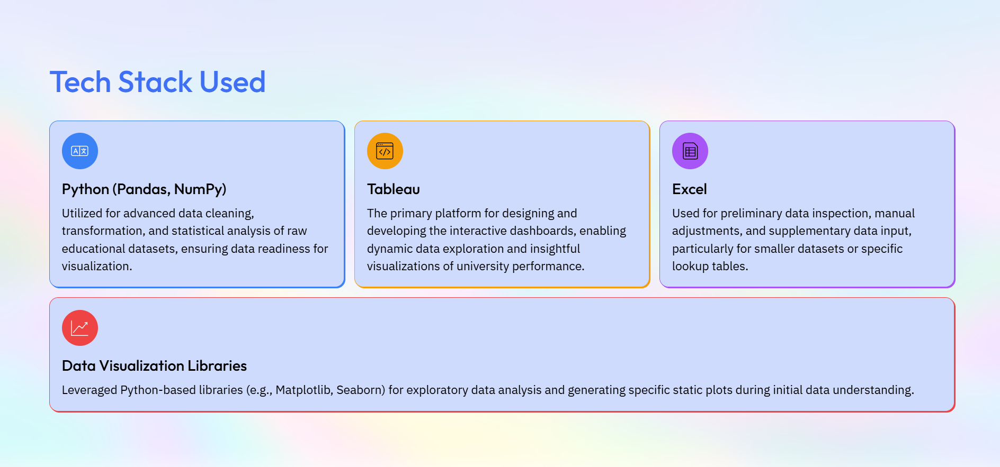 Tech Stack Used
Python (Pandas, NumPy)
Utilized for advanced data cleaning,
transformation, and statistical analysis of raw
educational datasets, ensuring data readiness for
visualization.
Tableau
The primary platform for designing and
developing the interactive dashboards, enabling
dynamic data exploration and insightful
visualizations of university performance.
Excel
Used for preliminary data inspection, manual
adjustments, and supplementary data input,
particularly for smaller datasets or specific
lookup tables.
Data Visualization Libraries
Leveraged Python-based libraries (e.g., Matplotlib, Seaborn) for exploratory data analysis and generating specific static plots during initial data understanding.